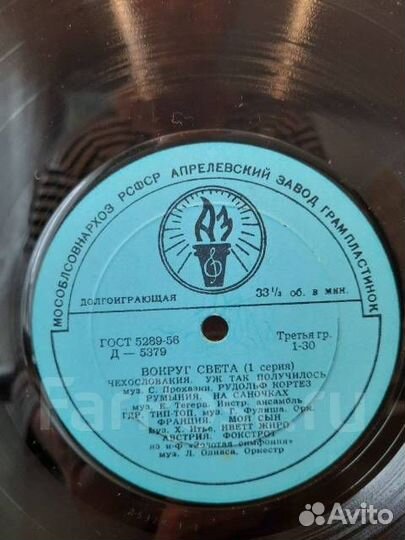 МОСОБЛСОВНАРХОЗ РСФСР АПРЕЛЕВСКИЙ ЗАВОД ГРАМПЛАСТИНОК
АЗ
ДОЛГОИГРАЮЩАЯ
33 1/3 об. в мин.
ГОСТ 5289-56
Д — 5379
Третья гр.
1-30
ВОКРУГ СВЕТА (1 серия)
ЧЕХОСЛОВАКИЯ. УЖ ТАК ПОЛУЧИЛОСЬ
муз. С. Прохазки, РУДОЛЬФ КОРТЕЗ
РУМЫНИЯ. НА САНОЧКАХ
муз. Е. Тегера. Инстр. ансамбль
ГДР. ТИП-ТОП, муз. Г. Фулиша. Орк.
ФРАНЦИЯ. МОЙ СЫН
муз. Х. Итье, ИВЕТТ ЖИРО
АВСТРИЯ. ФОКСТРОТ
из к-ф «Золотая симфония»
муз. Л. Олиаса. Оркестр
Avito